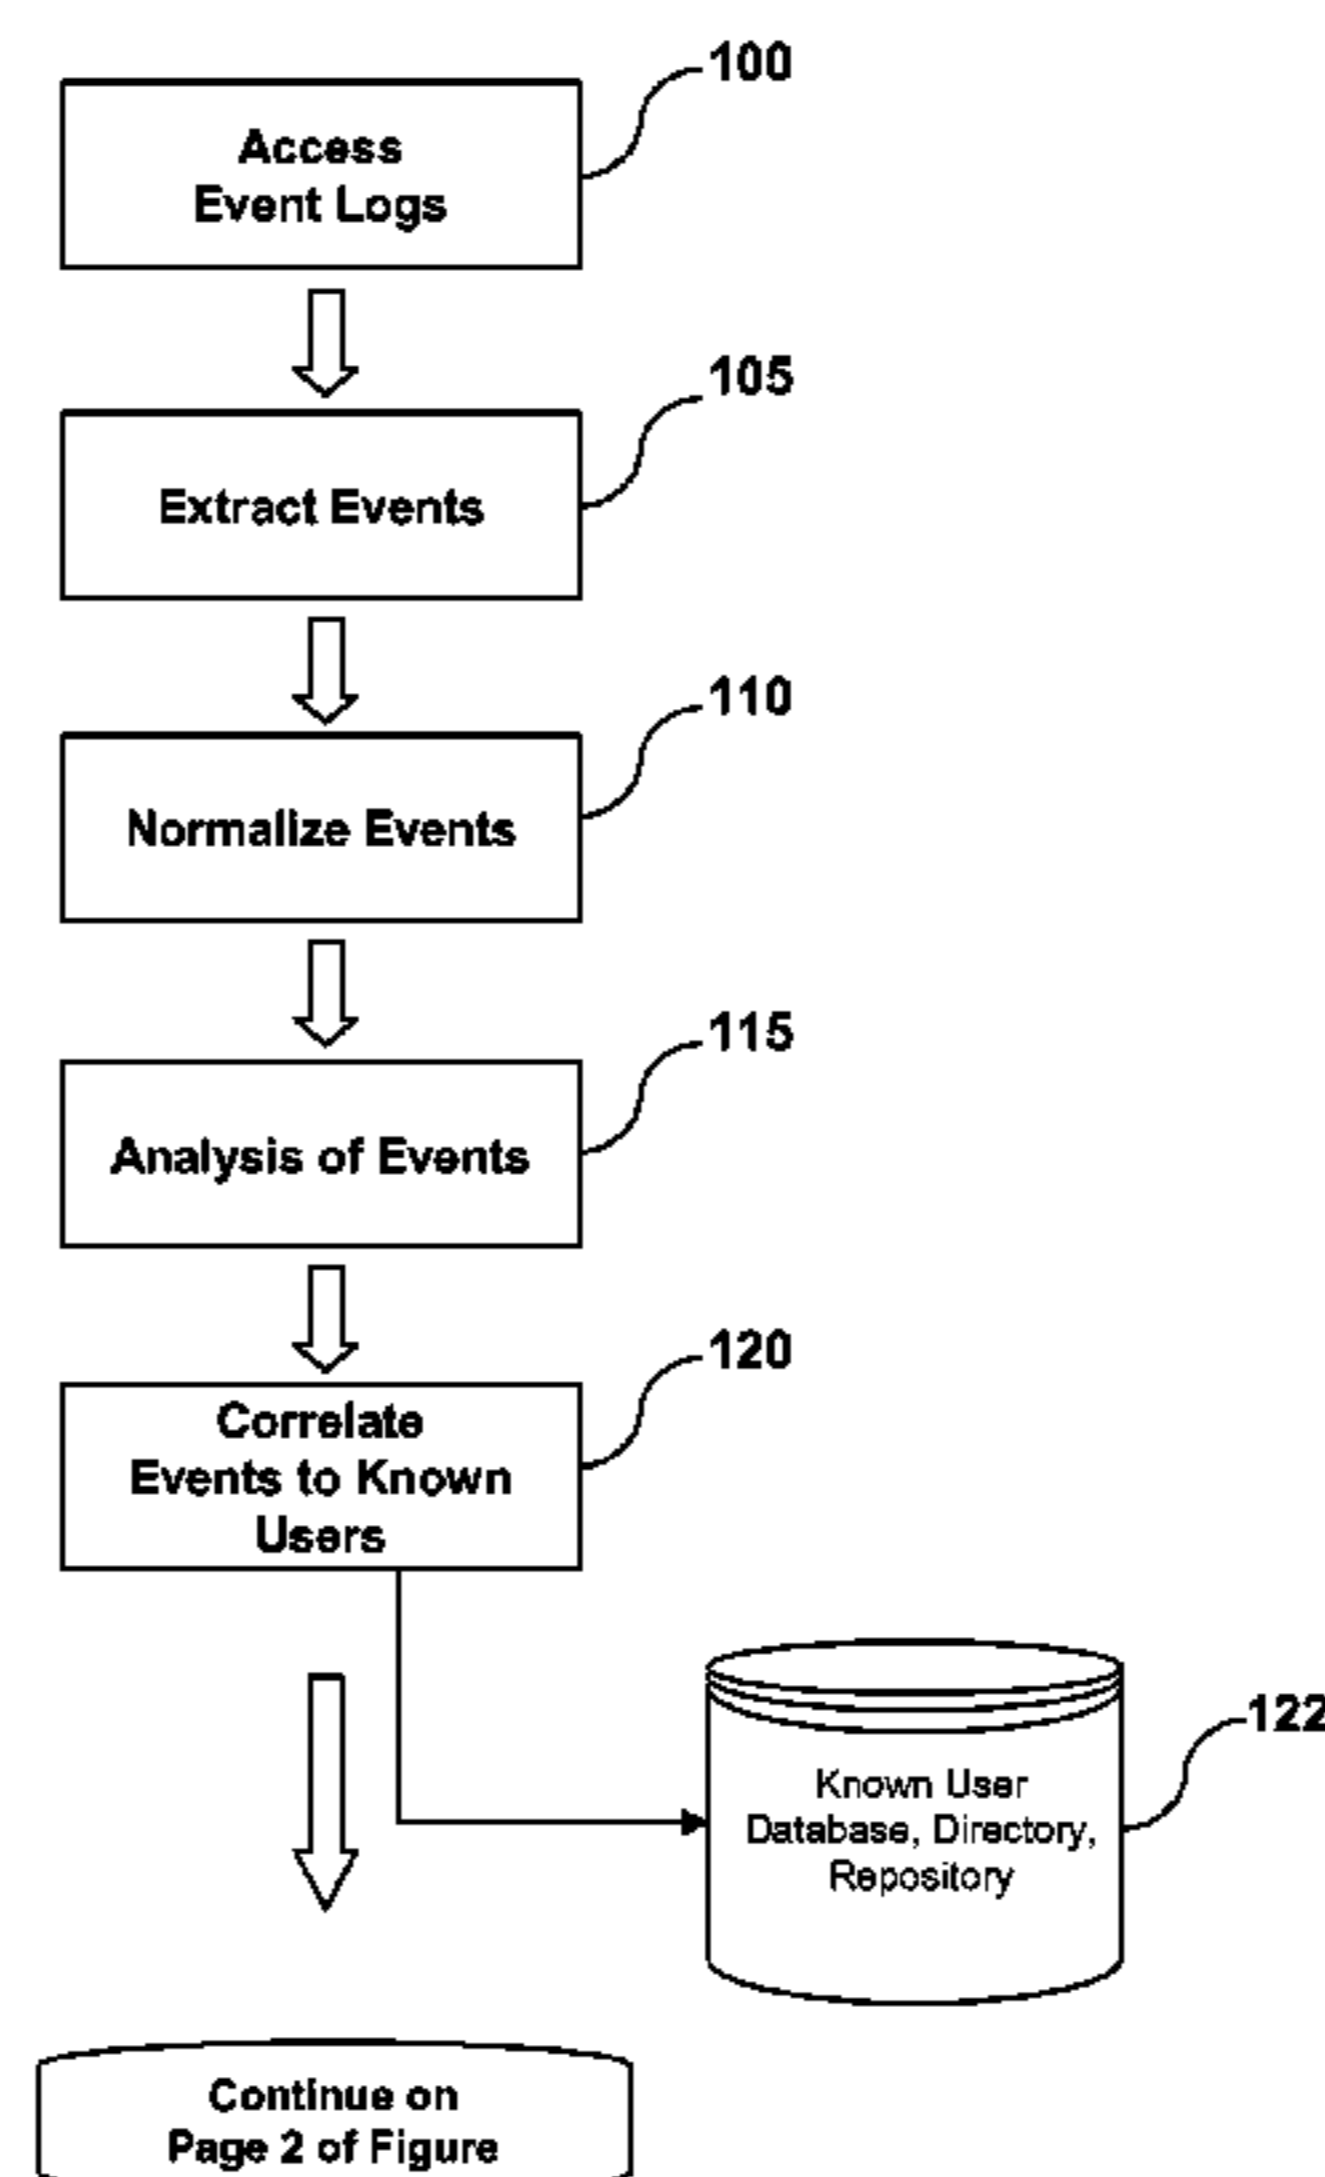 100
Access
Event Logs
105
Extract Events
110
Normalize Events
115
Analysis of Events
120
Correlate
Events to Known
Users
122
Known User
Database, Directory,
Repository
Continue on
Page 2 of Figure